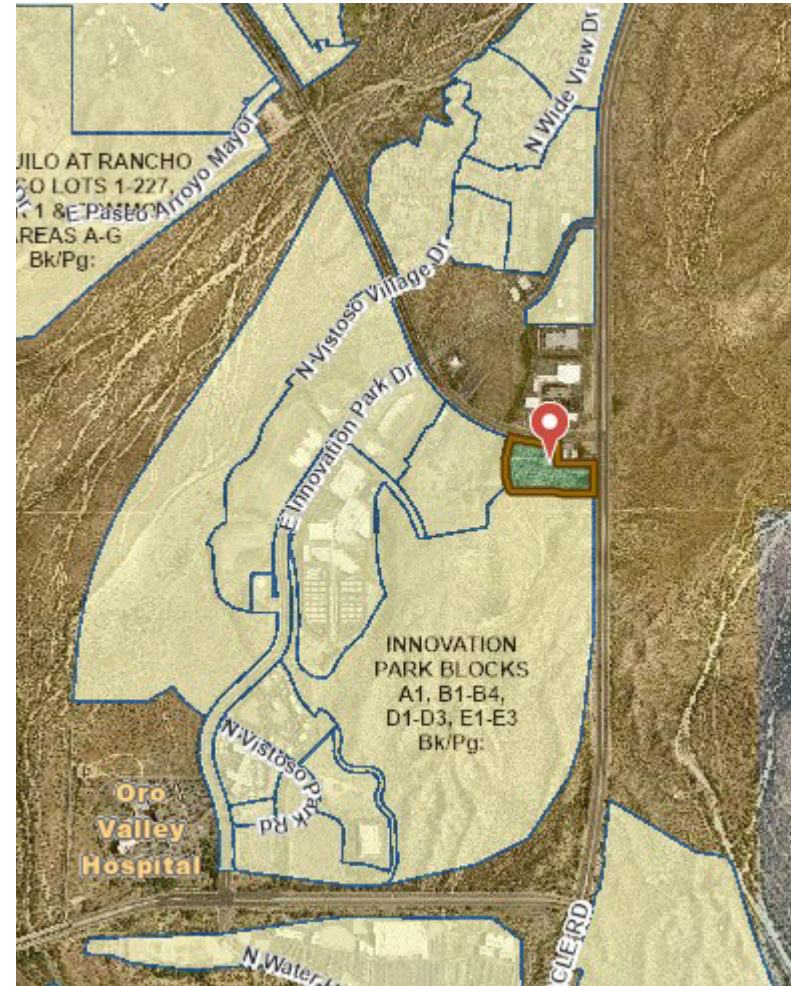 N Wide View Dr
UILO AT RANCHO
SO LOTS 1-227,
1 &
E Paseo Arroyo Mayor
REAS A-G
Bk/Pg:
N Vistoso Village Dr
E Innovation Park Dr
INNOVATION
PARK BLOCKS
A1, B1-B4,
D1-D3, E1-E3
Bk/Pg:
N Vistoso Park Rd
Oro
Valley
Hospital
CLE RD
N Water